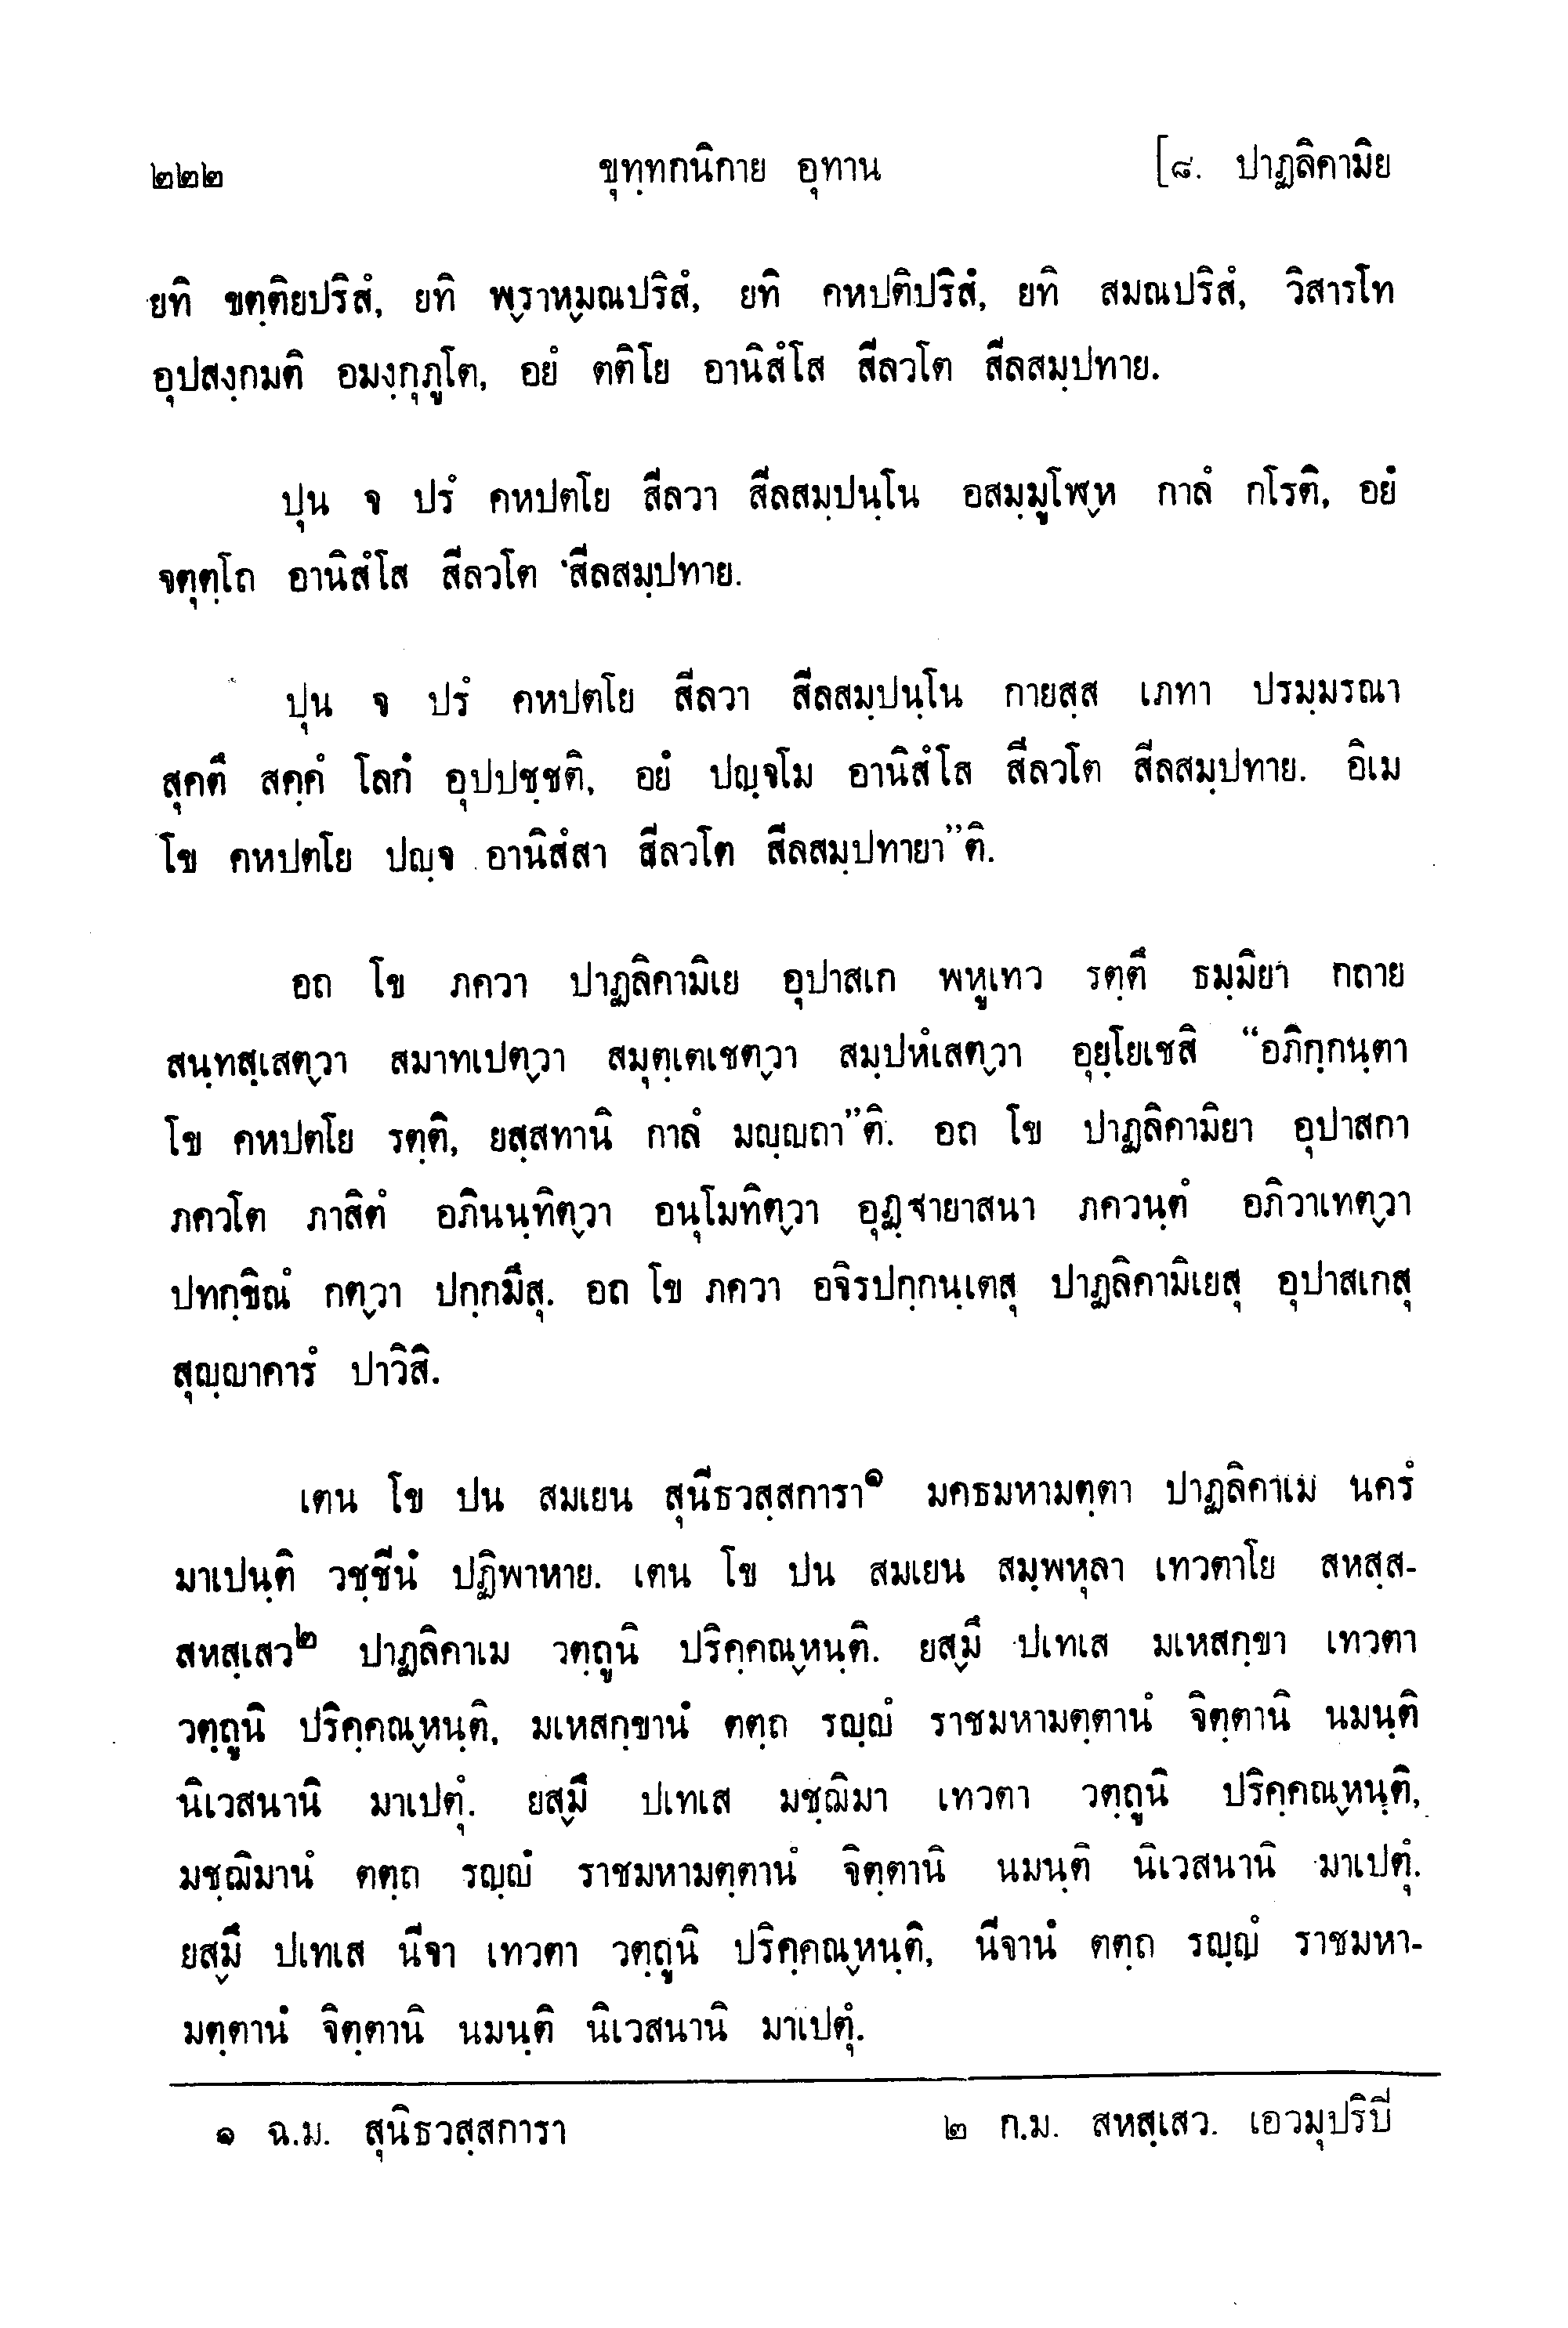 ๒๒๒ ขุทฺทกนิกาย อุทาน [๘. ปาฏลิคามิย
ยทิ ขตฺติยปริสํ, ยทิ พฺราหฺมณปริสํ, ยทิ คหปติปริสํ, ยทิ สมณปริสํ, วิสารโท
อุปสงฺกมติ อมงฺกุภูโต, อยํ ตติโย อานิสํโส สีลวโต สีลสมฺปทาย.
ปุน จ ปรํ คหปตโย สีลวา สีลสมฺปนฺโน อสมฺมูโฬฺห กาลํ กโรติ, อยํ
จตุตฺโถ อานิสํโส สีลวโต สีลสมฺปทาย.
ปุน จ ปรํ คหปตโย สีลวา สีลสมฺปนฺโน กายสฺส เภทา ปรมฺมรณา
สุคตึ สคฺคํ โลกํ อุปปชฺชติ, อยํ ปญฺจโม อานิสํโส สีลวโต สีลสมฺปทาย. อิเม
โข คหปตโย ปญฺจ อานิสํสา สีลวโต สีลสมฺปทายา”ติ.
อถ โข ภควา ปาฏลิคามิเย อุปาสเก พหูเทว รตฺตึ ธมฺมิยา กถาย
สนฺทสฺเสตฺวา สมาทเปตฺวา สมุตฺเตเชตฺวา สมฺปหํเสตฺวา อุยฺโยเชสิ “อภิกฺกนฺตา
โข คหปตโย รตฺติ, ยสฺสทานิ กาลํ มญฺญถา”ติ. อถ โข ปาฏลิคามิยา อุปาสกา
ภควโต ภาสิตํ อภินนฺทิตฺวา อนุโมทิตฺวา อุฏฺฐายาสนา ภควนฺตํ อภิวาเทตฺวา
ปทกฺขิณํ กตฺวา ปกฺกมึสุ. อถ โข ภควา อจิรปกฺกนฺเตสุ ปาฏลิคามิเยสุ อุปาสเกสุ
สุญฺญาคารํ ปาวิสิ.
เตน โข ปน สมเยน สุนีธวสฺสการา๑ มคธมหามตฺตา ปาฏลิคาเม นครํ
มาเปนฺติ วชฺชีนํ ปฏิพาหาย. เตน โข ปน สมเยน สมฺพหุลา เทวตาโย สหสฺส-
สหสฺเสว๒ ปาฏลิคาเม วตฺถูนิ ปริคฺคณฺหนฺติ. ยสฺมึ ปเทเส มเหสกฺขา เทวตา
วตฺถูนิ ปริคฺคณฺหนฺติ, มเหสกฺขานํ ตตฺถ รญฺญํ ราชมหามตฺตานํ จิตฺตานิ นมนฺติ
นิเวสนานิ มาเปตุํ. ยสฺมึ ปเทเส มชฺฌิมา เทวตา วตฺถูนิ ปริคฺคณฺหนฺติ,
มชฺฌิมานํ ตตฺถ รญฺญํ ราชมหามตฺตานํ จิตฺตานิ นมนฺติ นิเวสนานิ มาเปตุํ.
ยสฺมึ ปเทเส นีจา เทวตา วตฺถูนิ ปริคฺคณฺหนฺติ, นีจานํ ตตฺถ รญฺญํ ราชมหา-
มตฺตานํ จิตฺตานิ นมนฺติ นิเวสนานิ มาเปตุํ.
๑ ฉ.ม. สุนิธวสฺสการา ๒ ก.ม. สหสฺเสว. เอวมุปริปี